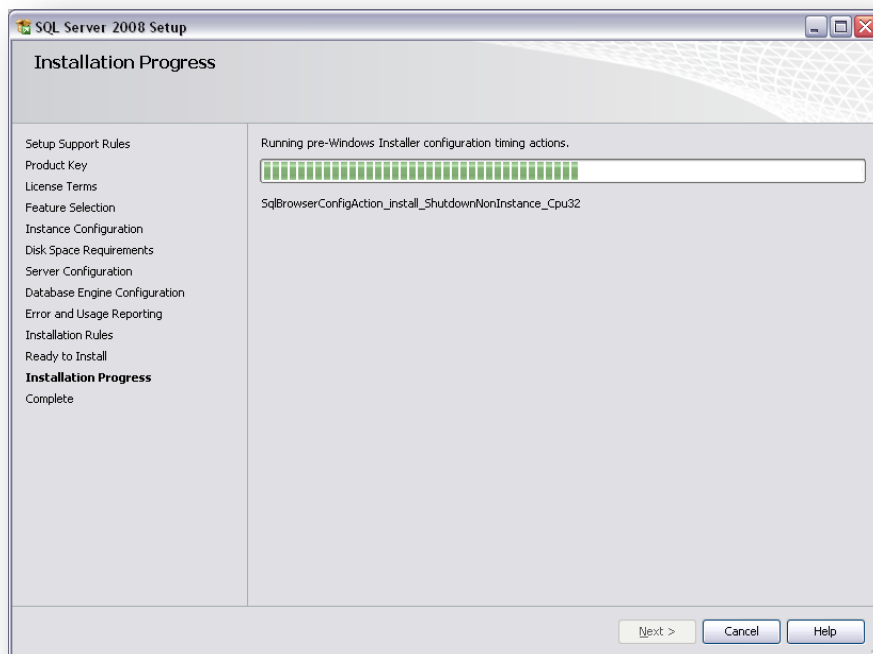 SQL Server 2008 Setup
Installation Progress
Setup Support Rules
Product Key
License Terms
Feature Selection
Instance Configuration
Disk Space Requirements
Server Configuration
Database Engine Configuration
Error and Usage Reporting
Installation Rules
Ready to Install
Installation Progress
Complete
Running pre-Windows Installer configuration timing actions.
SqlBrowserConfigAction_install_ShutdownNonInstance_Cpu32
Next >
Cancel
Help